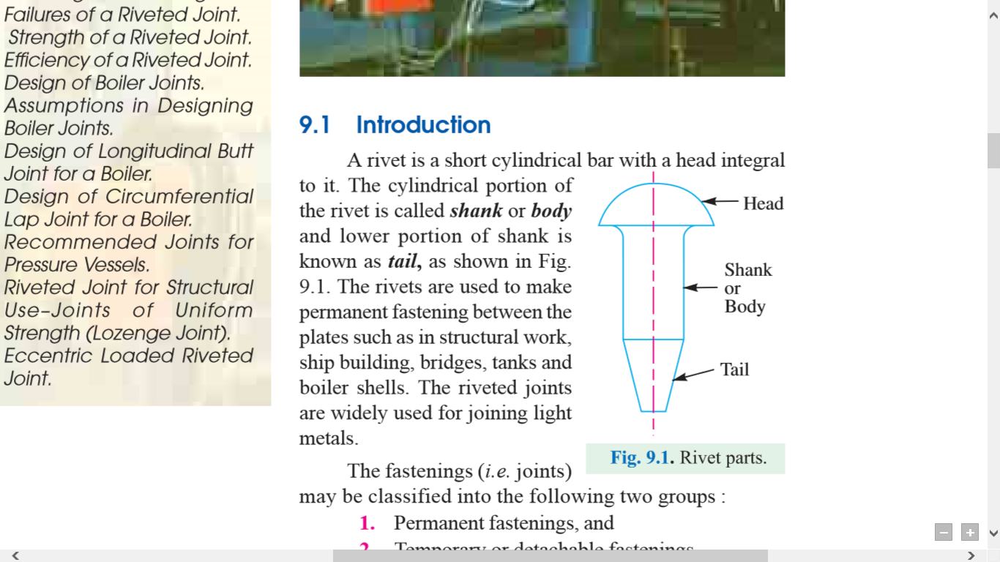 Failures of a Riveted Joint.
Strength of a Riveted Joint.
Efficiency of a Riveted Joint.
Design of Boiler Joints.
Assumptions in Designing
Boiler Joints.
Design of Longitudinal Butt
Joint for a Boiler.
Design of Circumferential
Lap Joint for a Boiler.
Recommended Joints for
Pressure Vessels.
Riveted Joint for Structural
Use–Joints of Uniform
Strength (Lozenge Joint).
Eccentric Loaded Riveted
Joint.
9.1 Introduction
A rivet is a short cylindrical bar with a head integral
to it. The cylindrical portion of
the rivet is called shank or body
and lower portion of shank is
known as tail, as shown in Fig.
9.1. The rivets are used to make
permanent fastening between the
plates such as in structural work,
ship building, bridges, tanks and
boiler shells. The riveted joints
are widely used for joining light
metals.
Head
Shank
or
Body
Tail
Fig. 9.1. Rivet parts.
The fastenings (i.e. joints)
may be classified into the following two groups :
1. Permanent fastenings, and
2. Temporary or detachable fastenings